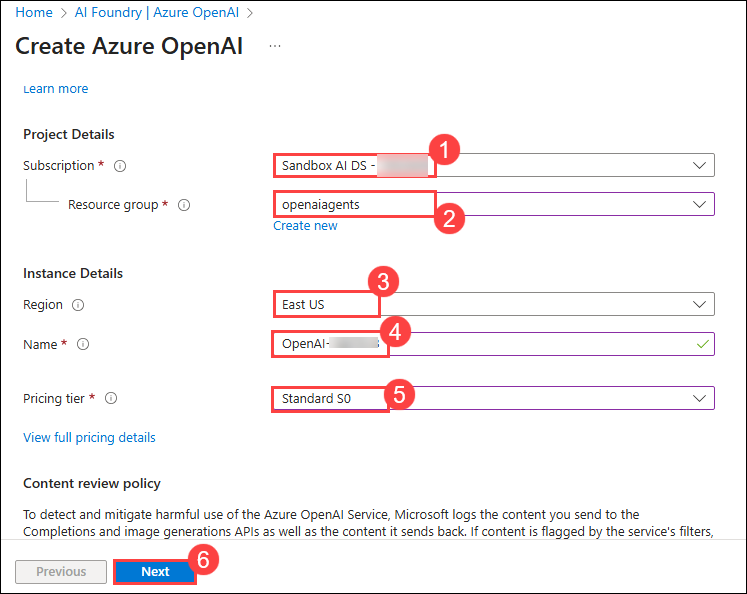 Home > AI Foundry | Azure OpenAI >
Create Azure OpenAI ...
Learn more
Project Details
Subscription * Sandbox AI DS - 1
Resource group * openaiagents 2
Create new
Instance Details
3
Region East US
Name * OpenAI- 4
Pricing tier * Standard S0 5
View full pricing details
Content review policy
To detect and mitigate harmful use of the Azure OpenAI Service, Microsoft logs the content you send to the
Completions and image generations APIs as well as the content it sends back. If content is flagged by the service's filters,
Previous Next 6